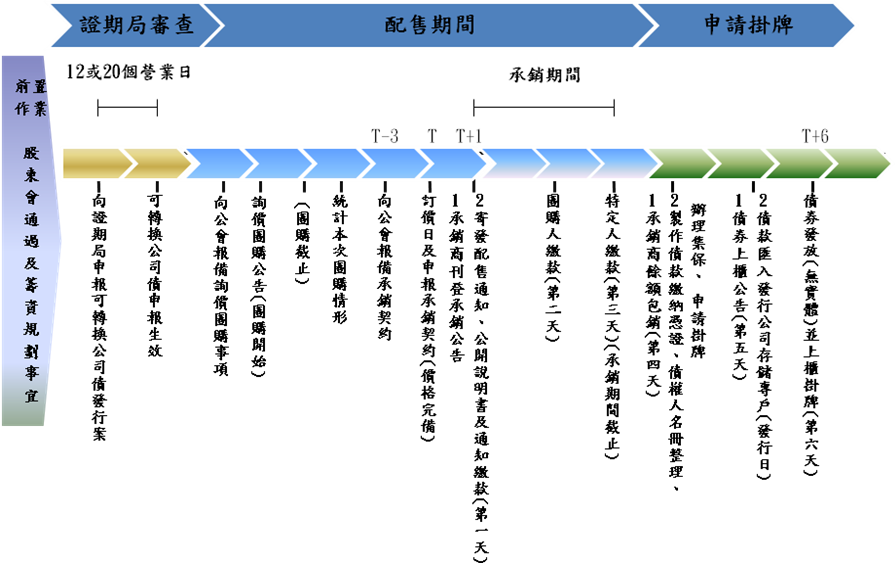 證期局審查
配售期間
申請掛牌
前置作業
股東會通過及籌資規劃事宜
12或20個營業日
承銷期間
T-3
T
T+1
T+6
向證期局申報可轉換公司債發行案
可轉換公司債申報生效
向公會報備詢價團購事項
詢價團購公告(團購開始)
(團購截止)
統計本次團購情形
向公會報備承銷契約
訂價日及申報承銷契約(價格完備)
1承銷商刊登承銷公告
2寄發配售通知、公開說明書及通知繳款(第一天)
團購人繳款(第二天)
特定人繳款(第三天)(承銷期間截止)
1承銷商餘額包銷(第四天)
2製作債款繳納憑證、債權人名冊整理、
辦理集保、申請掛牌
1債券上櫃公告(第五天)
2債款匯入發行公司存儲專戶(發行日)
債券發放(無實體)並上櫃掛牌(第六天)